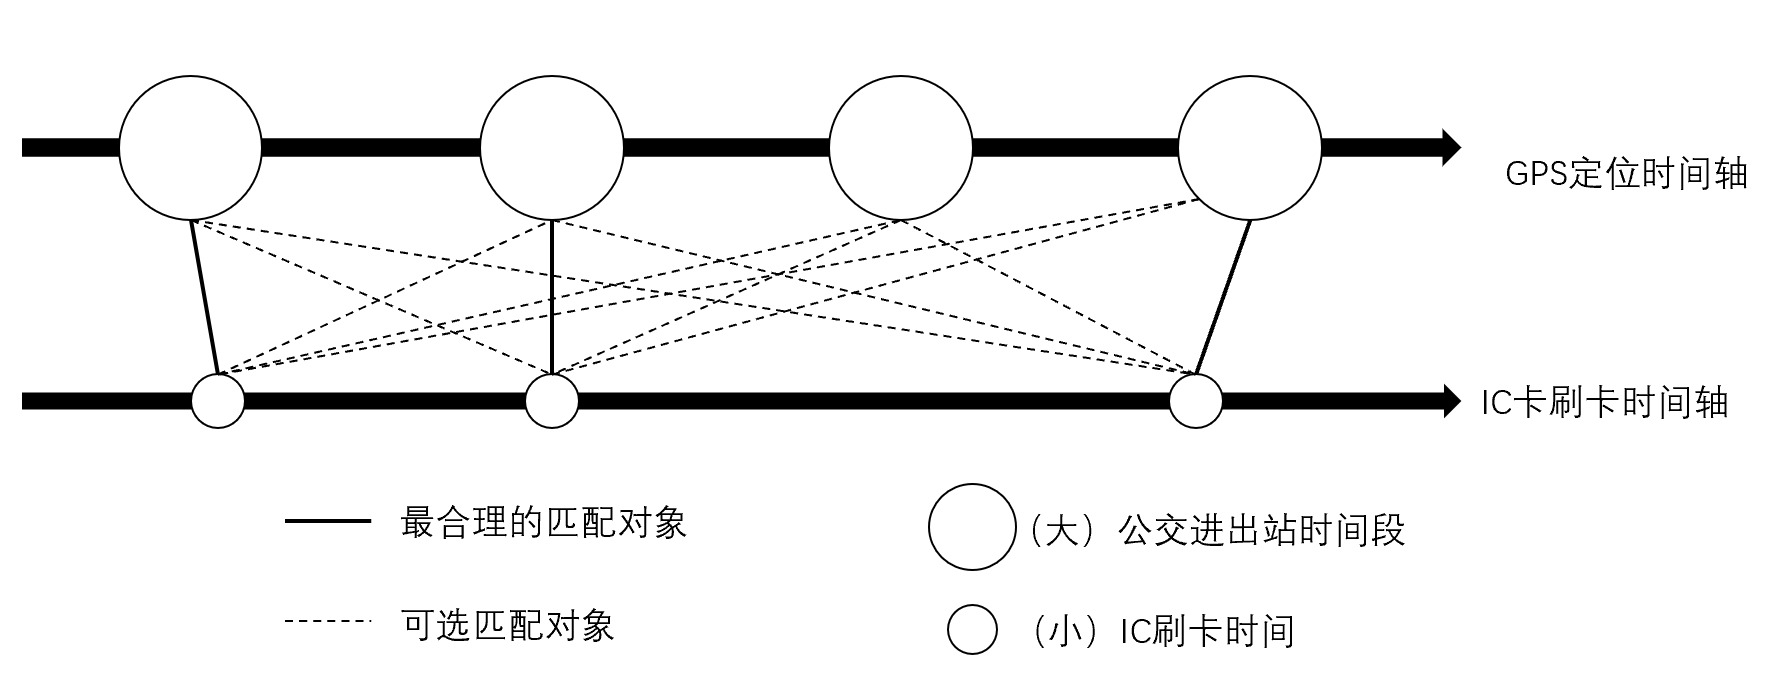 GPS定位时间轴
IC卡刷卡时间轴
最合理的匹配对象
（大）公交进出站时间段
可选匹配对象
（小）IC刷卡时间